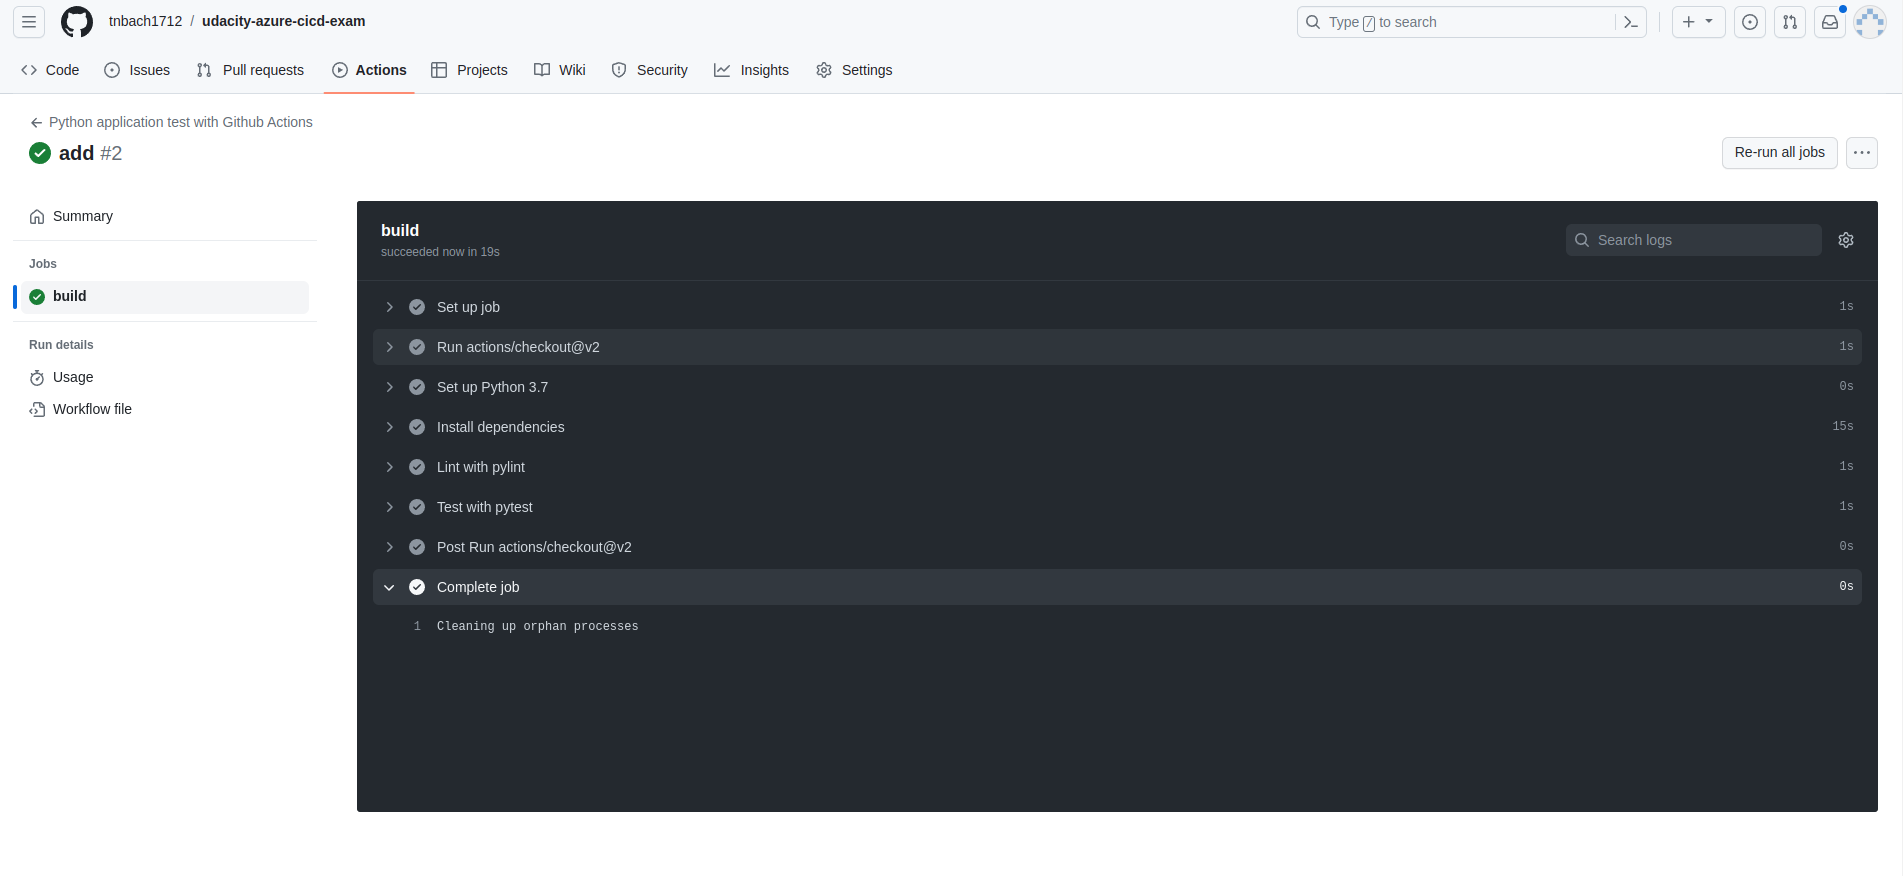 tnbach1712 / udacity-azure-cicd-exam
Type / to search
Code
Issues
Pull requests
Actions
Projects
Wiki
Security
Insights
Settings
Python application test with Github Actions
add #2
Re-run all jobs
Summary
Jobs
build
Run details
Usage
Workflow file
build
succeeded now in 19s
Search logs
Set up job 1s
Run actions/checkout@v2 1s
Set up Python 3.7 0s
Install dependencies 15s
Lint with pylint 1s
Test with pytest 1s
Post Run actions/checkout@v2 0s
Complete job 0s
1 Cleaning up orphan processes